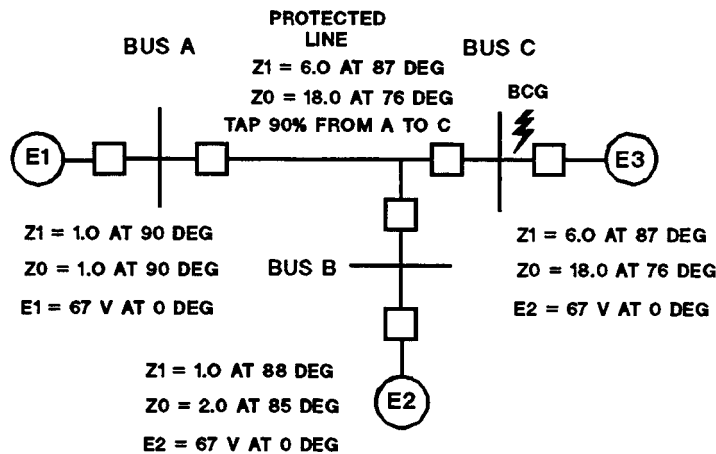 PROTECTED
LINE
BUS A
BUS C
Z1 = 6.0 AT 87 DEG
Z0 = 18.0 AT 76 DEG
BCG
TAP 90% FROM A TO C
E1
E3
Z1 = 1.0 AT 90 DEG
Z0 = 1.0 AT 90 DEG
E1 = 67 V AT 0 DEG
BUS B
Z1 = 6.0 AT 87 DEG
Z0 = 18.0 AT 76 DEG
E2 = 67 V AT 0 DEG
Z1 = 1.0 AT 88 DEG
Z0 = 2.0 AT 85 DEG
E2 = 67 V AT 0 DEG
E2